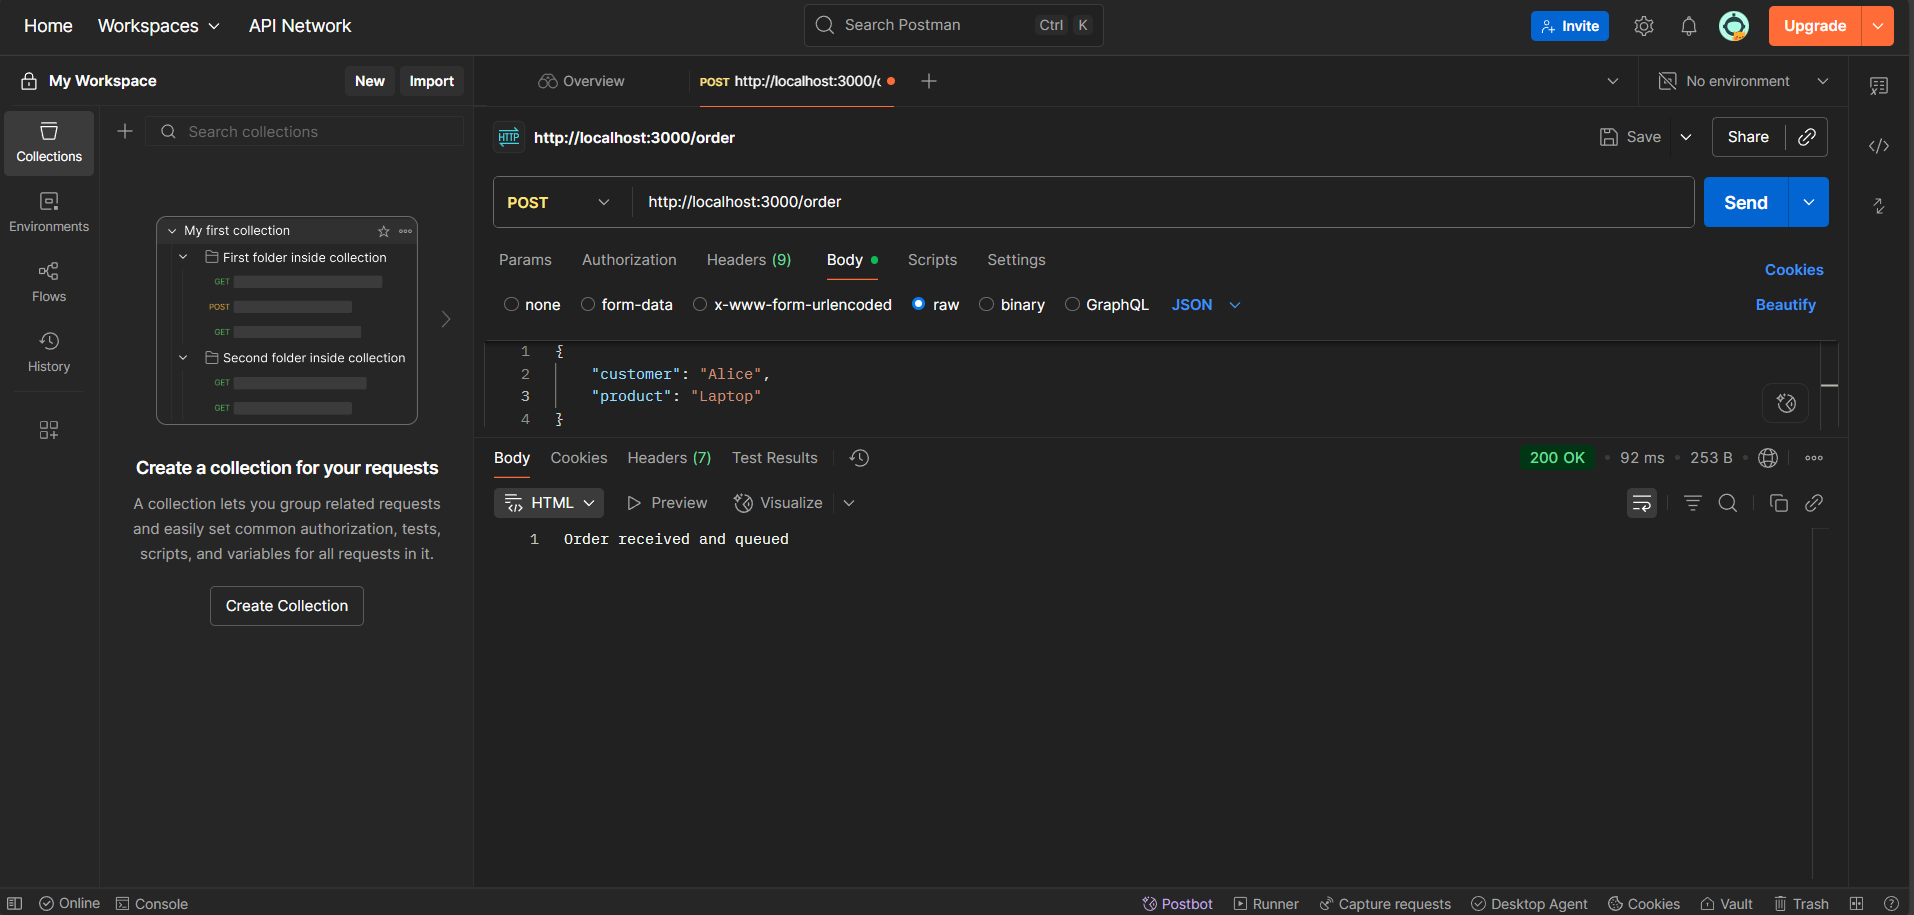 Home Workspaces API Network Search Postman Ctrl K Invite Upgrade
My Workspace New Import Overview POST http://localhost:3000/o No environment
Collections
Search collections
http://localhost:3000/order Save Share
POST http://localhost:3000/order Send
Environments
Flows
History
My first collection
First folder inside collection
GET
POST
GET
Second folder inside collection
GET
GET
Create a collection for your requests
A collection lets you group related requests
and easily set common authorization, tests,
scripts, and variables for all requests in it.
Create Collection
Params Authorization Headers (9) Body Scripts Settings Cookies
none form-data x-www-form-urlencoded raw binary GraphQL JSON Beautify
1 {
2 "customer": "Alice",
3 "product": "Laptop"
4 }
Body Cookies Headers (7) Test Results 200 OK 92 ms 253 B
HTML Preview Visualize
1 Order received and queued
Online Console Postbot Runner Capture requests Desktop Agent Cookies Vault Trash